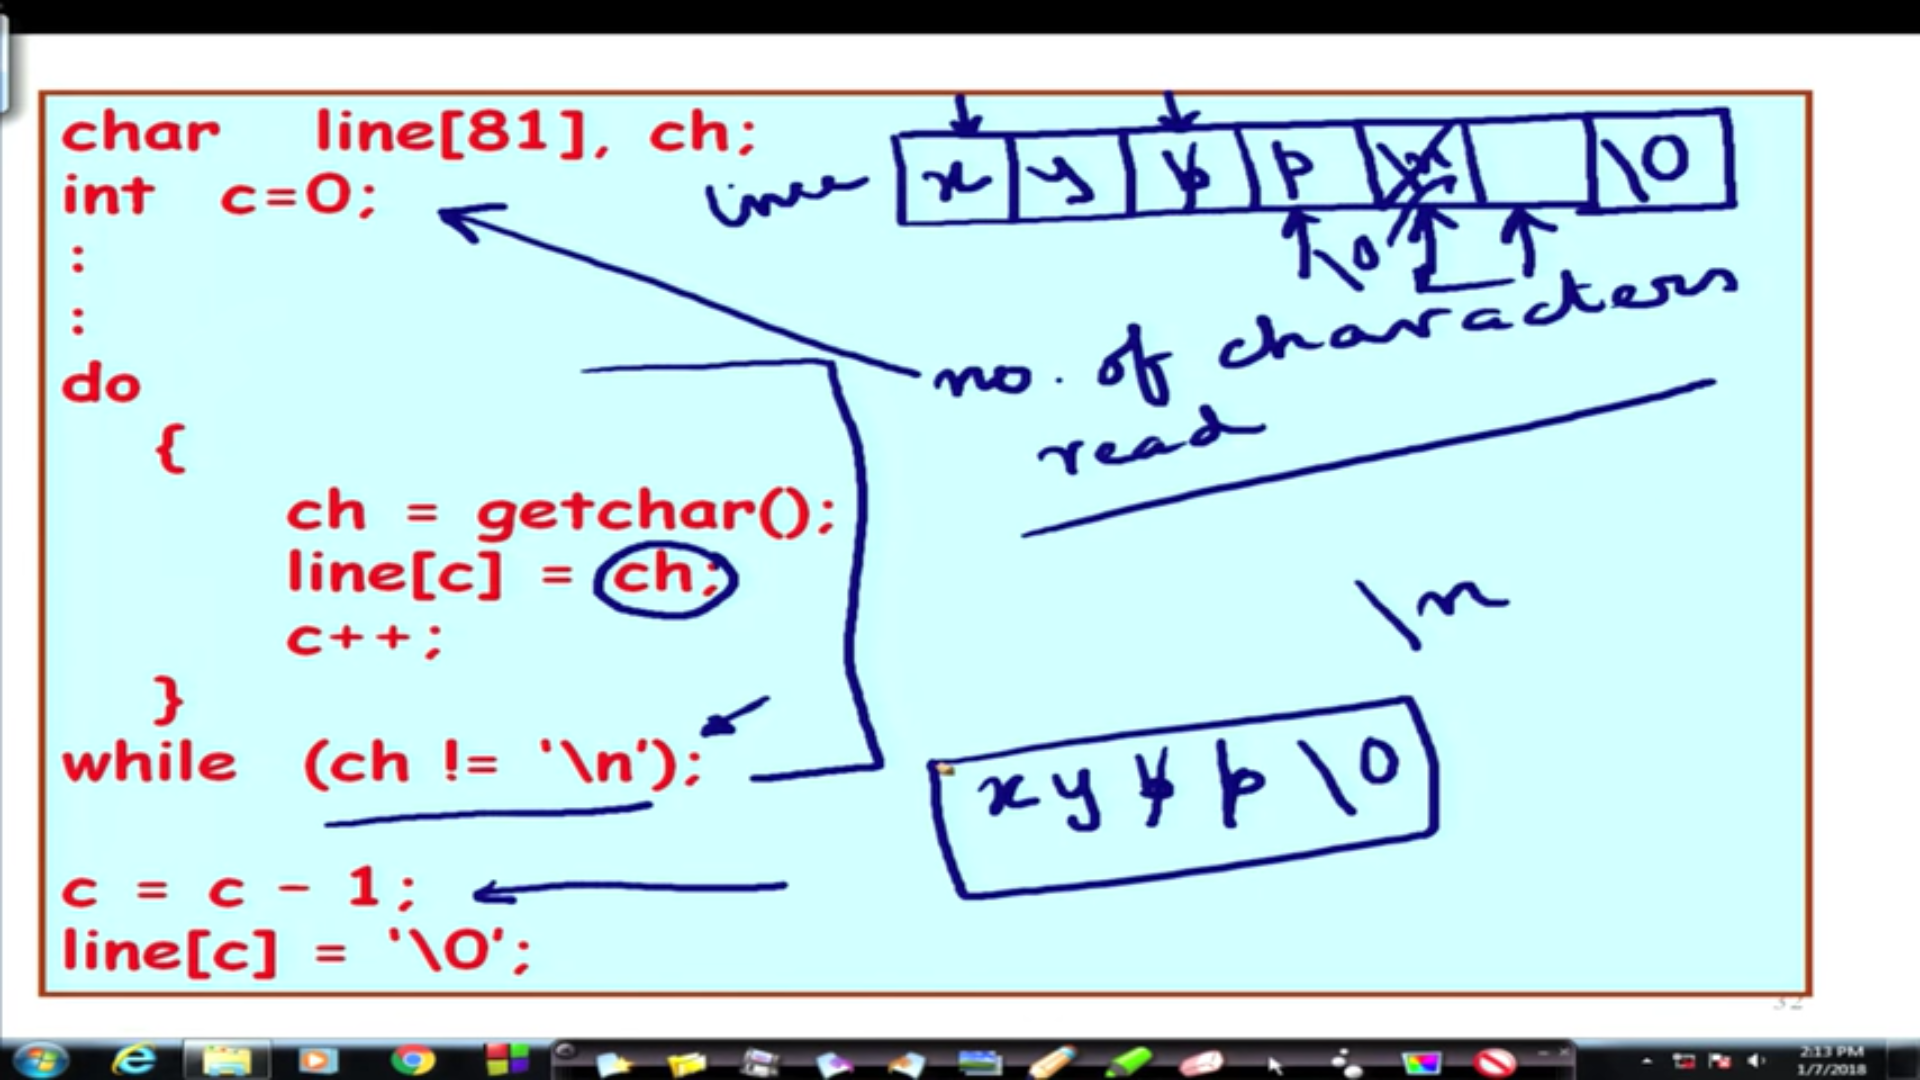 char line[81], ch;
int c=0;
:
:
do
{
ch = getchar();
line[c] = ch;
c++;
}
while (ch != '\n');
c = c - 1;
line[c] = '\0';
x y ɏ p \n \0
\0
no. of characters
read
\n
x y ɏ p \0
32
2:13 PM
1/7/2018